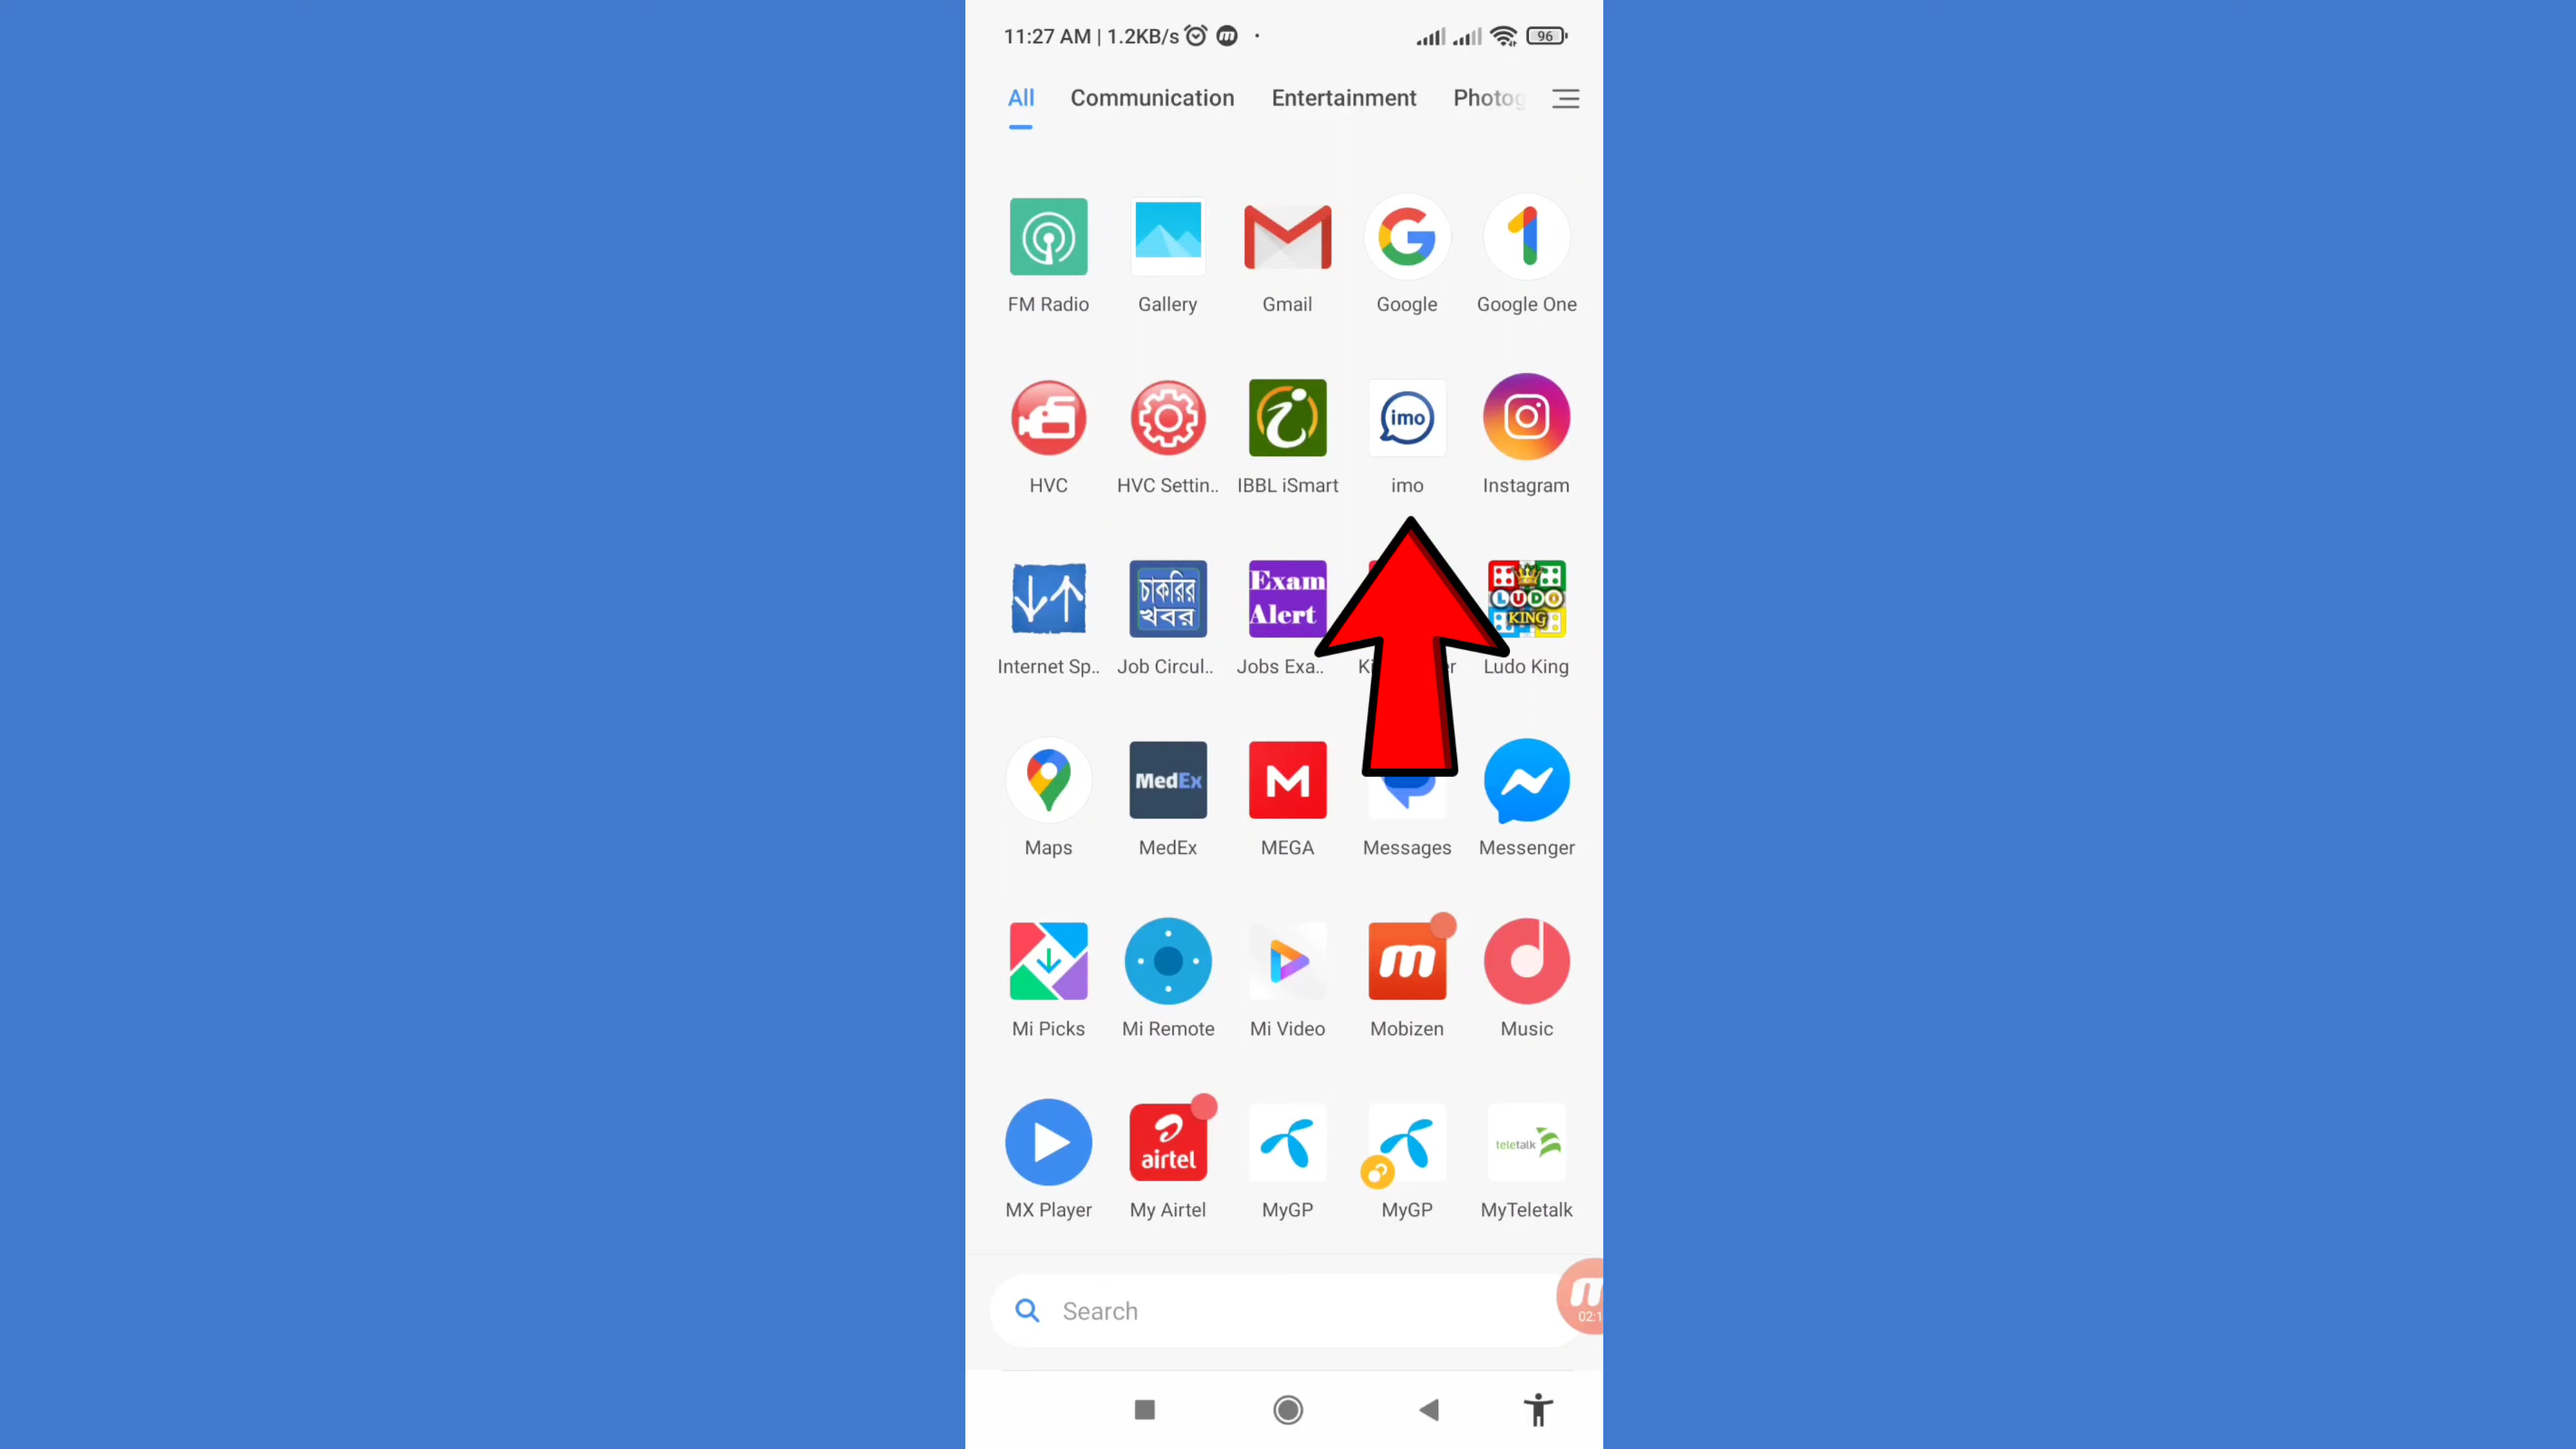 11:27 AM | 1.2KB/s
96
All Communication Entertainment Photog
FM Radio Gallery Gmail Google Google One
imo
HVC HVC Settin.. IBBL iSmart imo Instagram
চাকরির
খবর
Exam
Alert
LUDO
KING
Internet Sp.. Job Circul.. Jobs Exa.. Ludo King
MedEx
Maps MedEx MEGA Messages Messenger
Mi Picks Mi Remote Mi Video Mobizen Music
airtel
teletalk
MX Player My Airtel MyGP MyGP MyTeletalk
Search